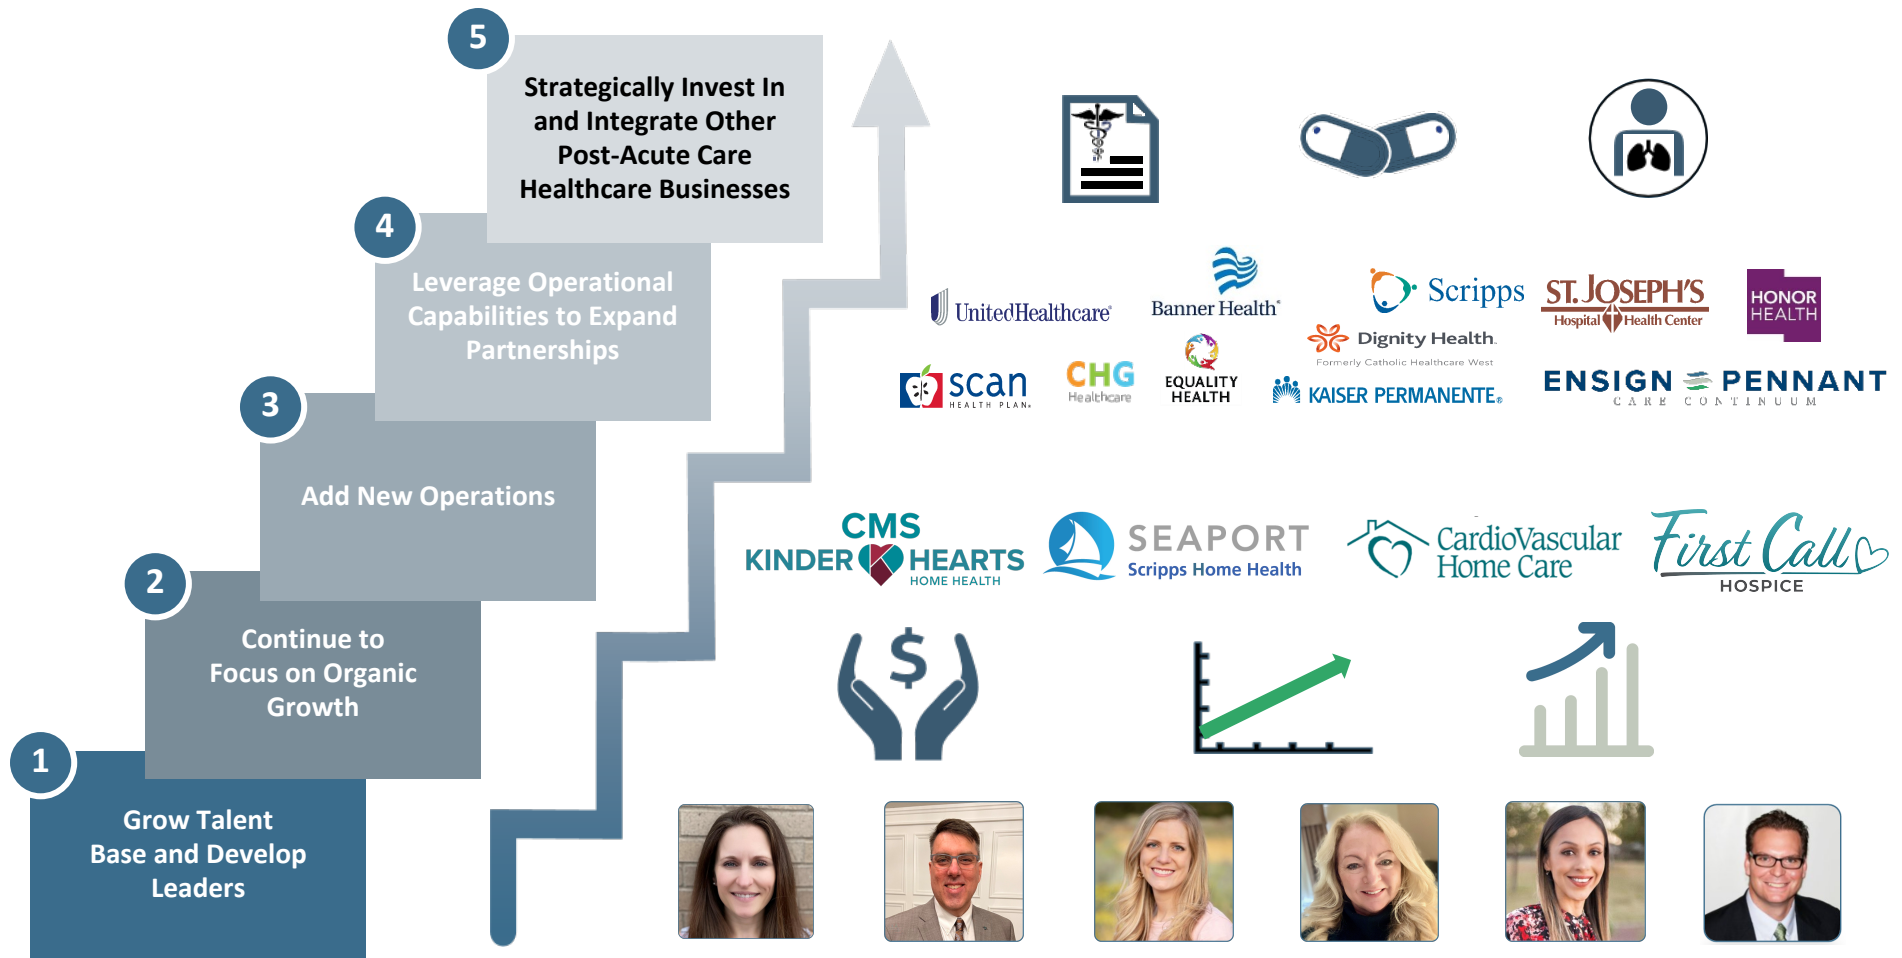 5
Strategically Invest In
and Integrate Other
Post-Acute Care
Healthcare Businesses
4
Leverage Operational
Capabilities to Expand
Partnerships
UnitedHealthcare®
Banner Health®
Scripps
ST. JOSEPH'S
Hospital Health Center
HONOR
HEALTH
Dignity Health.
Formerly Catholic Healthcare West
scan
HEALTH PLAN®
CHG
Healthcare
EQUALITY
HEALTH
KAISER PERMANENTE®
ENSIGN PENNANT
CARE CONTINUUM
3
Add New Operations
CMS
KINDER HEARTS
HOME HEALTH
SEAPORT
Scripps Home Health
CardioVascular
Home Care
First Call
HOSPICE
2
Continue to
Focus on Organic
Growth
$
1
Grow Talent
Base and Develop
Leaders